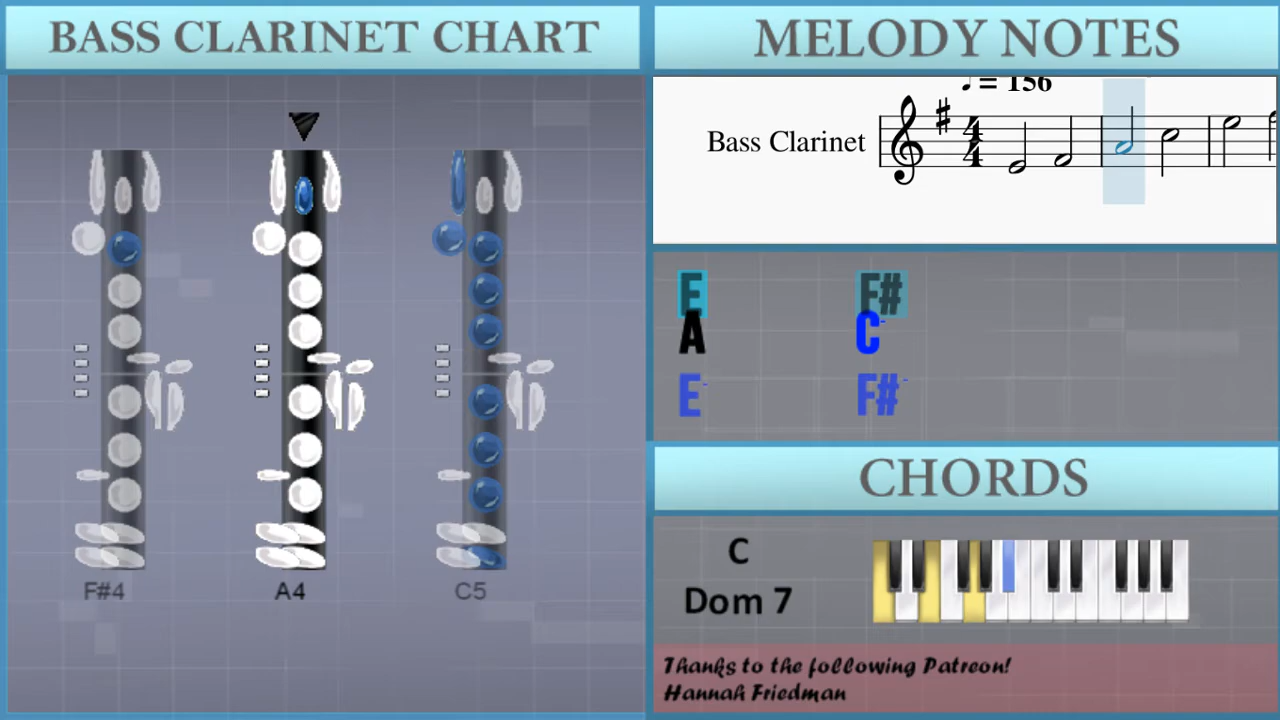 BASS CLARINET CHART
F#4 A4 C5
MELODY NOTES
♩ = 156
Bass Clarinet
E F#
A C-
E- F#-
CHORDS
C
Dom 7
Thanks to the following Patreon!
Hannah Friedman